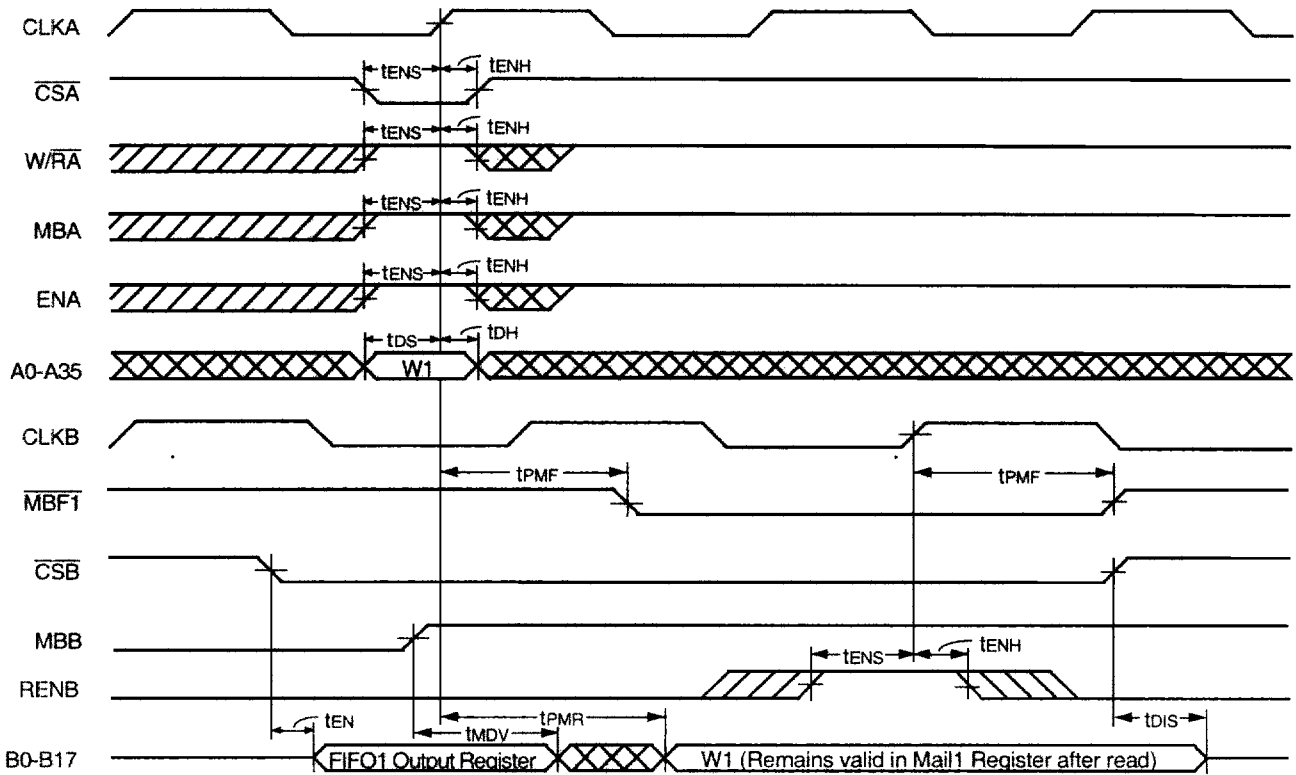 CLKA
tENS tENH
CSA
tENS tENH
W/RA
tENS tENH
MBA
tENS tENH
ENA
tDS tDH
A0-A35 W1
CLKB
tPMF tPMF
MBF1
CSB
MBB
tENS tENH
RENB
tEN tMDV tPMR tDIS
B0-B17 FIFO1 Output Register W1 (Remains valid in Mail1 Register after read)